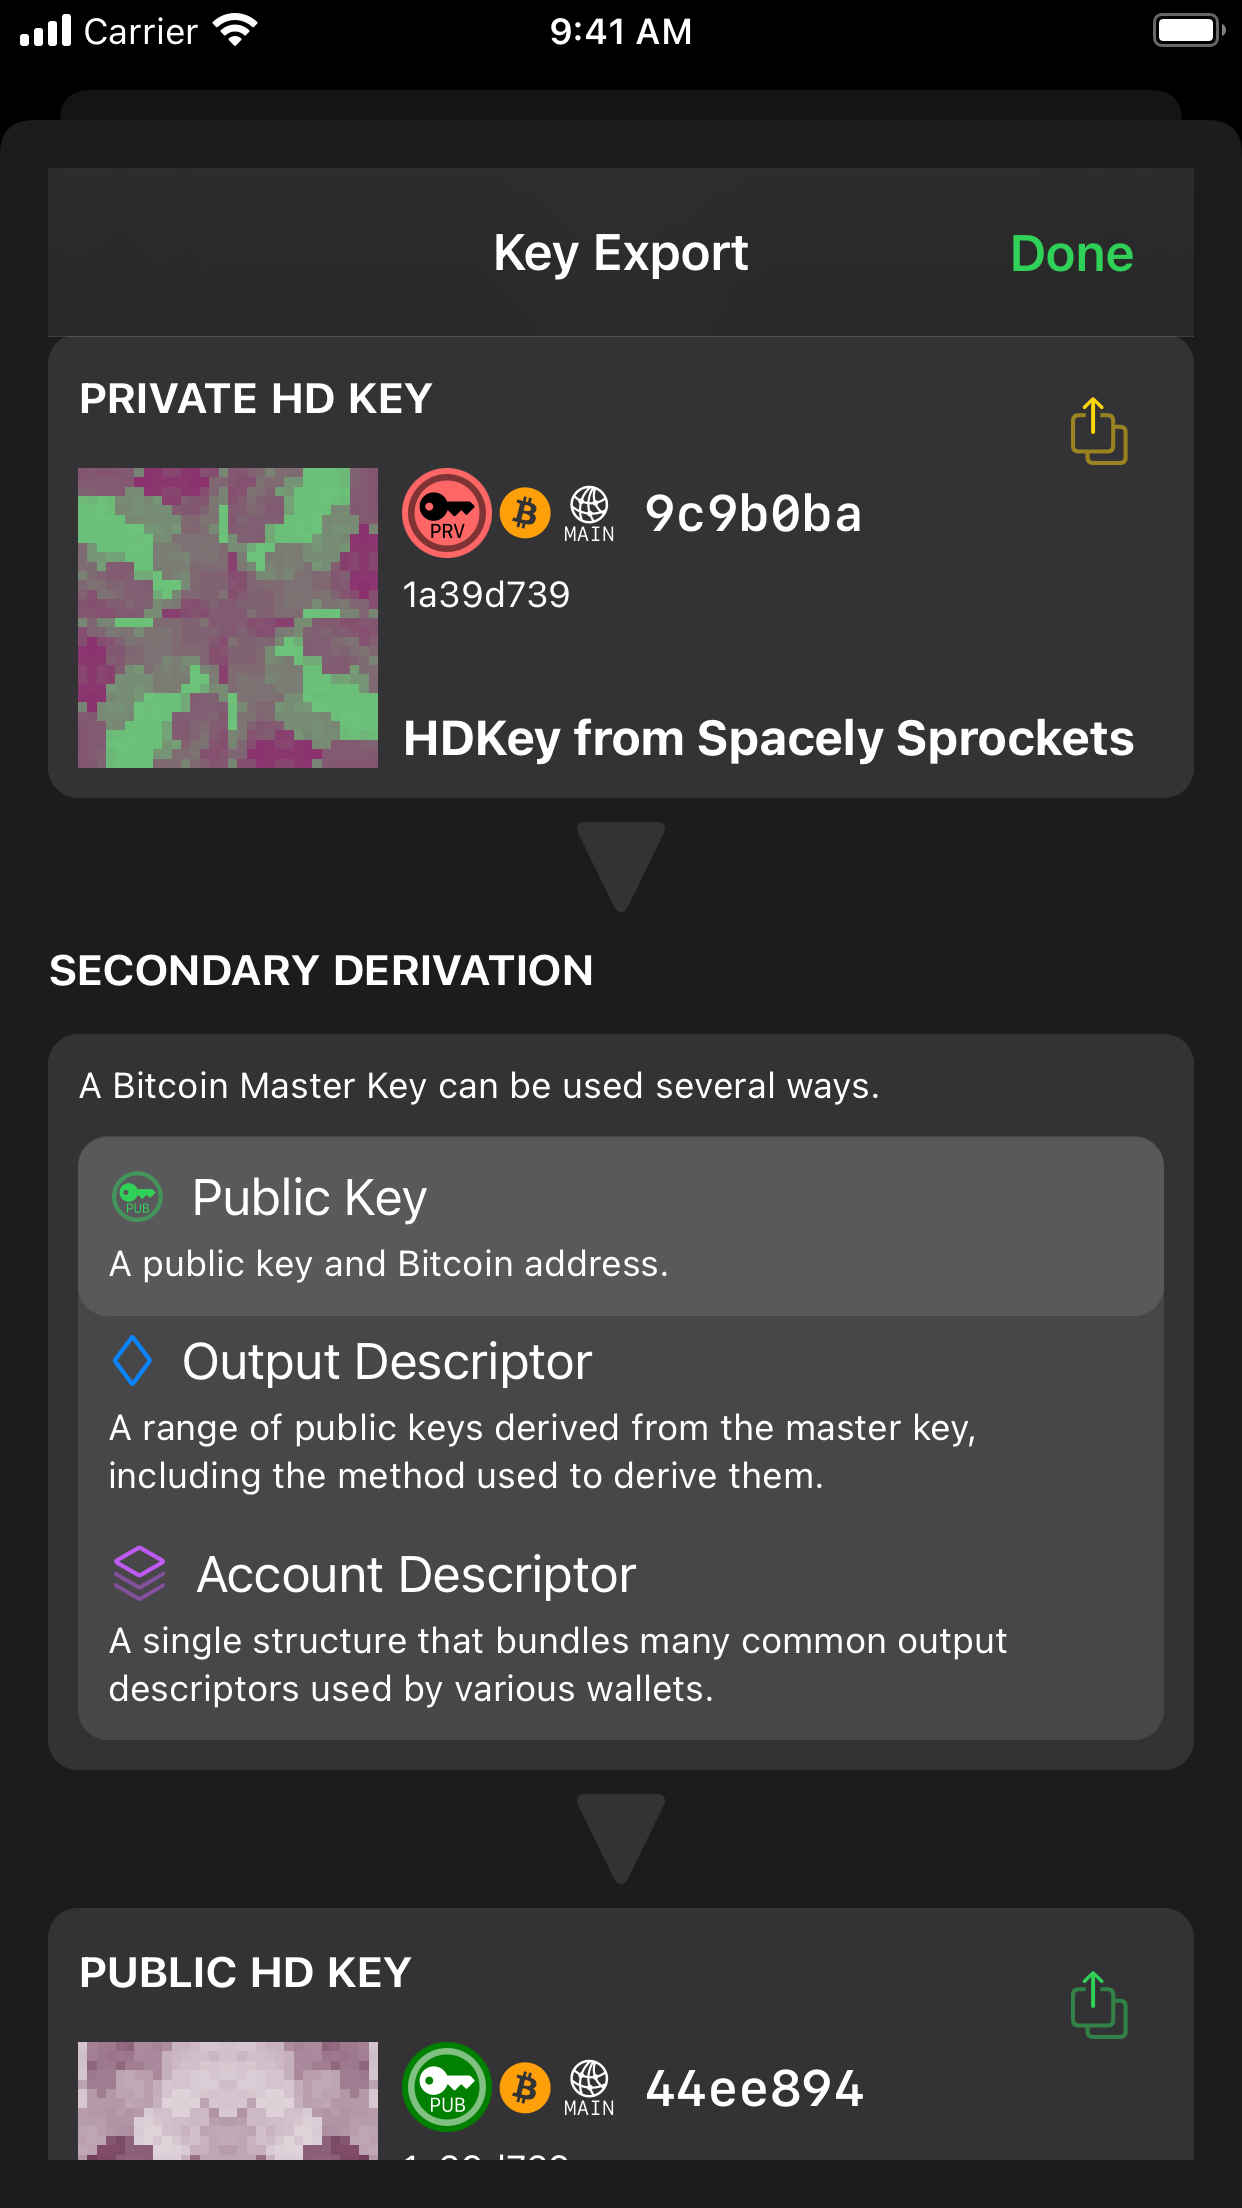 Carrier
9:41 AM
Key Export
Done
PRIVATE HD KEY
PRV
MAIN
9c9b0ba
1a39d739
HDKey from Spacely Sprockets
SECONDARY DERIVATION
A Bitcoin Master Key can be used several ways.
PUB
Public Key
A public key and Bitcoin address.
Output Descriptor
A range of public keys derived from the master key,
including the method used to derive them.
Account Descriptor
A single structure that bundles many common output
descriptors used by various wallets.
PUBLIC HD KEY
PUB
MAIN
44ee894